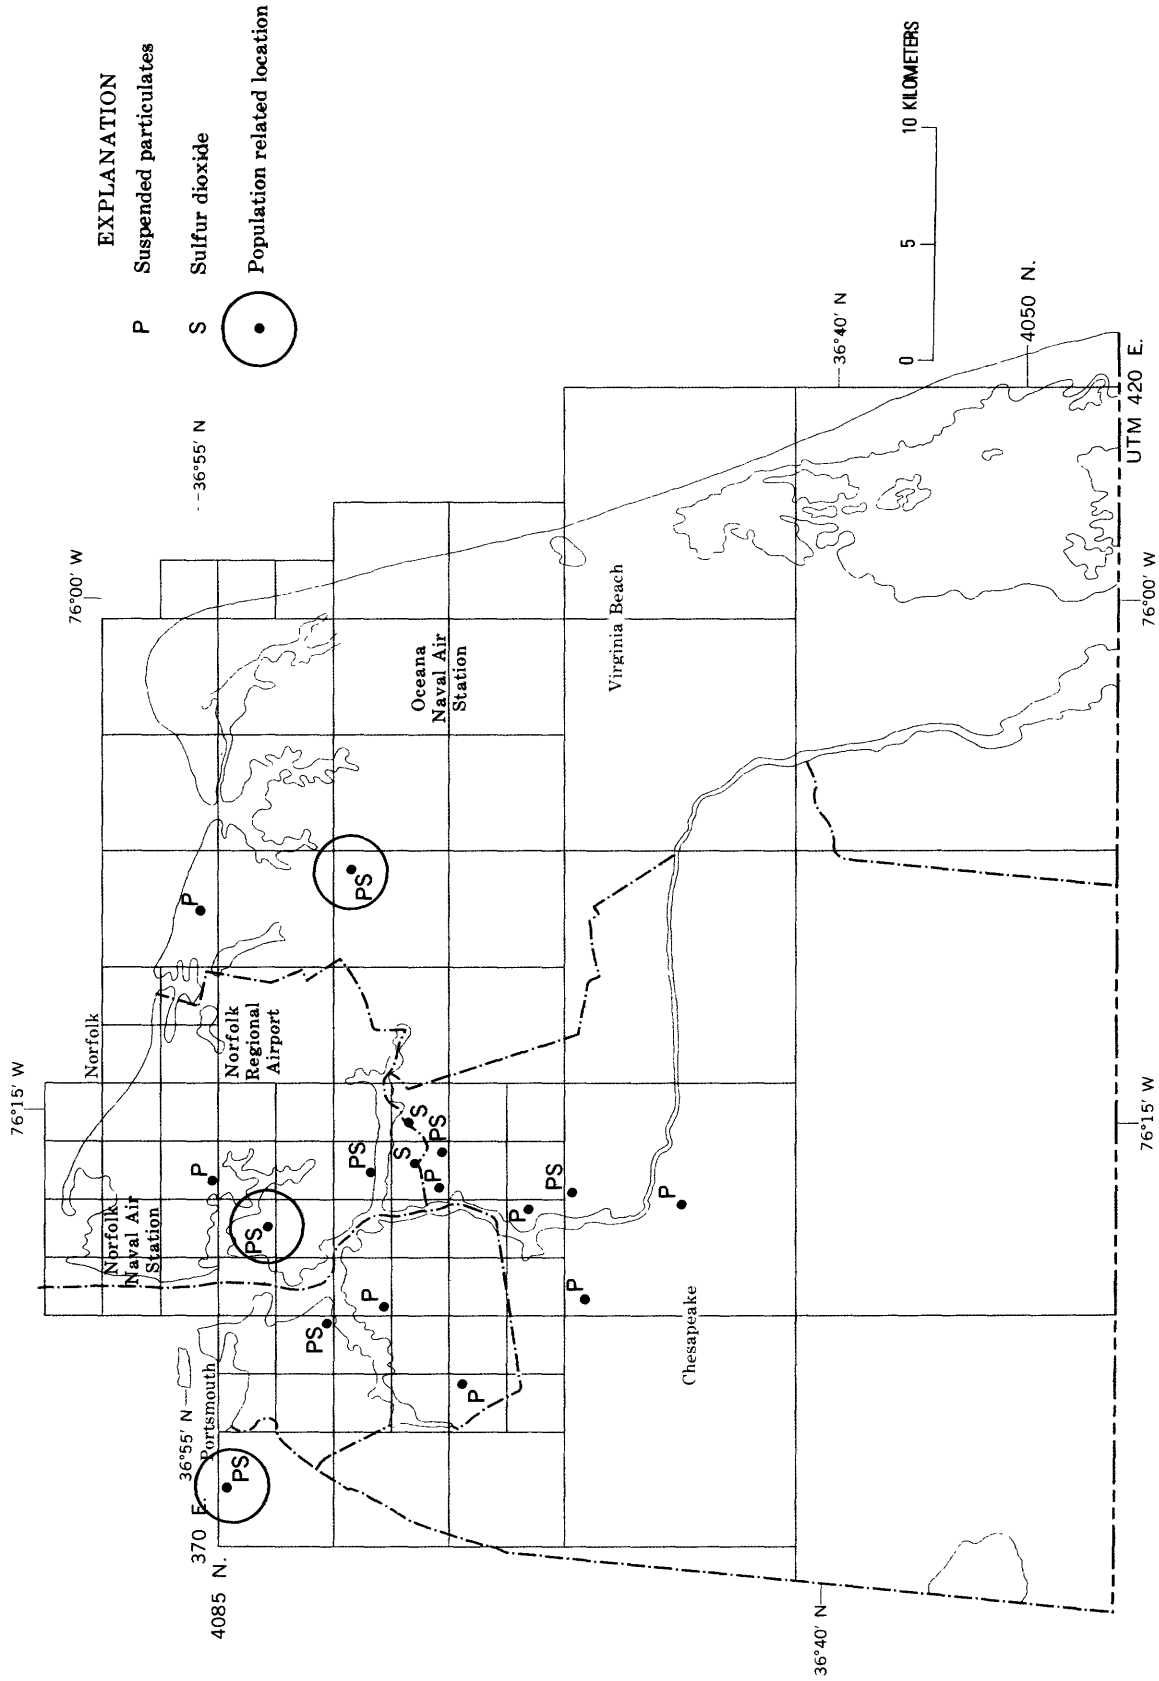 EXPLANATION
P Suspended particulates
S Sulfur dioxide
Population related location
76°15′ W
76°00′ W
36°55′ N
Norfolk
Norfolk
Naval Air
Station
Norfolk
Regional
Airport
Oceana
Naval Air
Station
Virginia Beach
Chesapeake
Portsmouth
36°55′ N
370 E.
4085 N.
P
PS
P
PS
PS
PS
S
S
PS
P
PS
P
P
P
P
PS
P
PS
36°40′ N
36°40′ N
4050 N.
UTM 420 E.
76°15′ W
76°00′ W
0 5 10 KILOMETERS